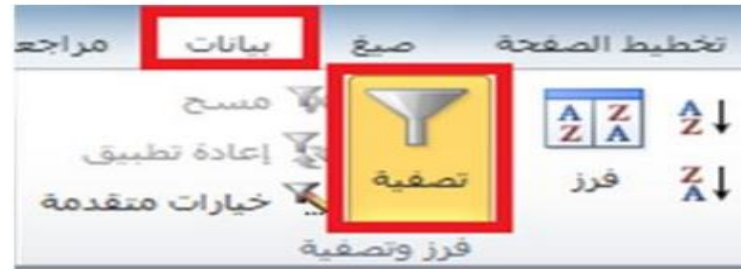 تخطيط الصفحة صيغ بيانات مراجع
A Z
Z A
A Z
Z A
مسح
إعادة تطبيق
تصفية
فرز
خيارات متقدمة
فرز وتصفية